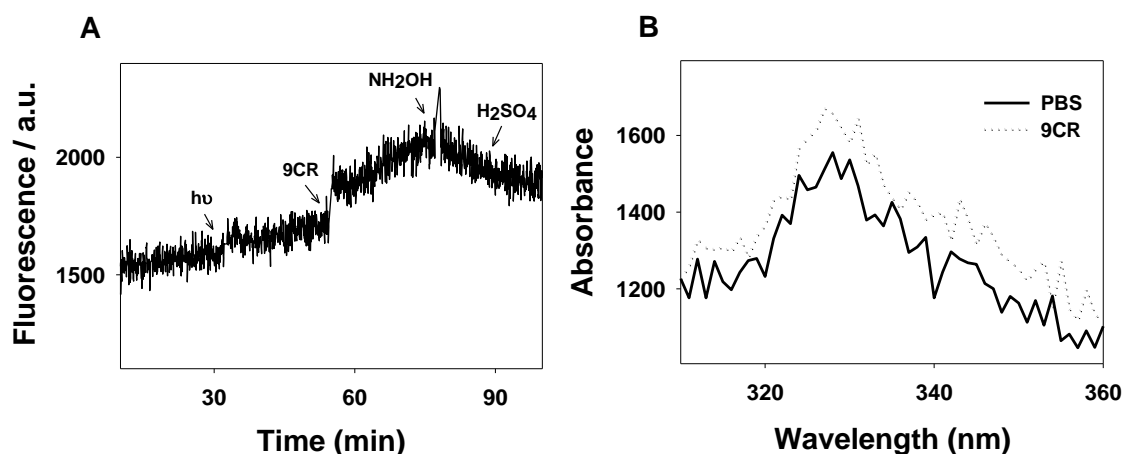 A
Fluorescence / a.u.
2000
1500
hυ
9CR
NH2OH
H2SO4
30
60
90
Time (min)
B
Absorbance
1600
1400
1200
PBS
9CR
320
340
360
Wavelength (nm)